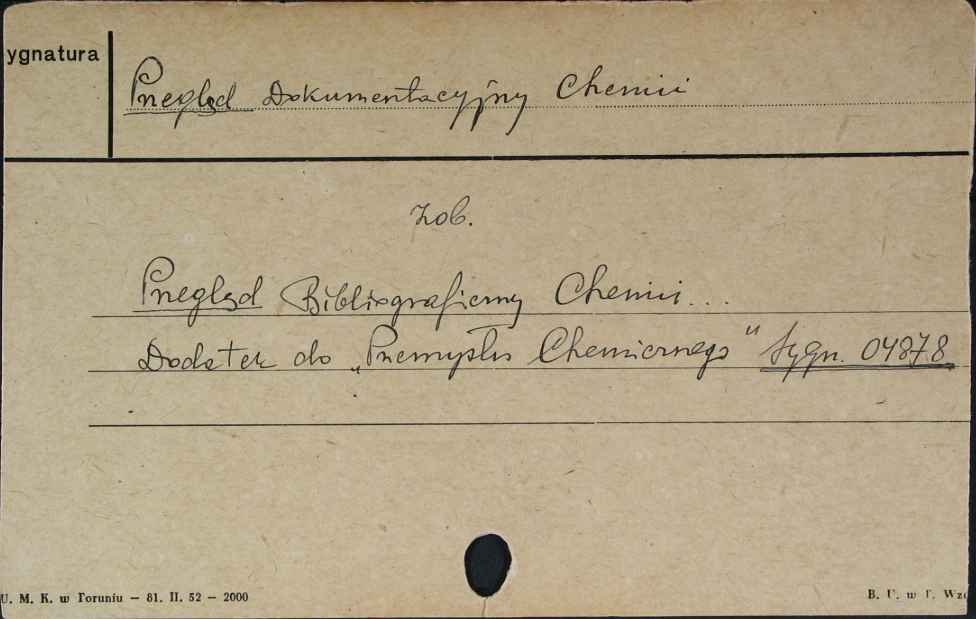 ygnatura
Przegląd Dokumentacyjny Chemii
Zob.
Przegląd Bibliograficzny Chemii...
Dodatek do „Przemysłu Chemicznego" Sygn. 04878
U. M. K. w Toruniu – 81. II. 52 – 2000
B. U. w T. Wzó